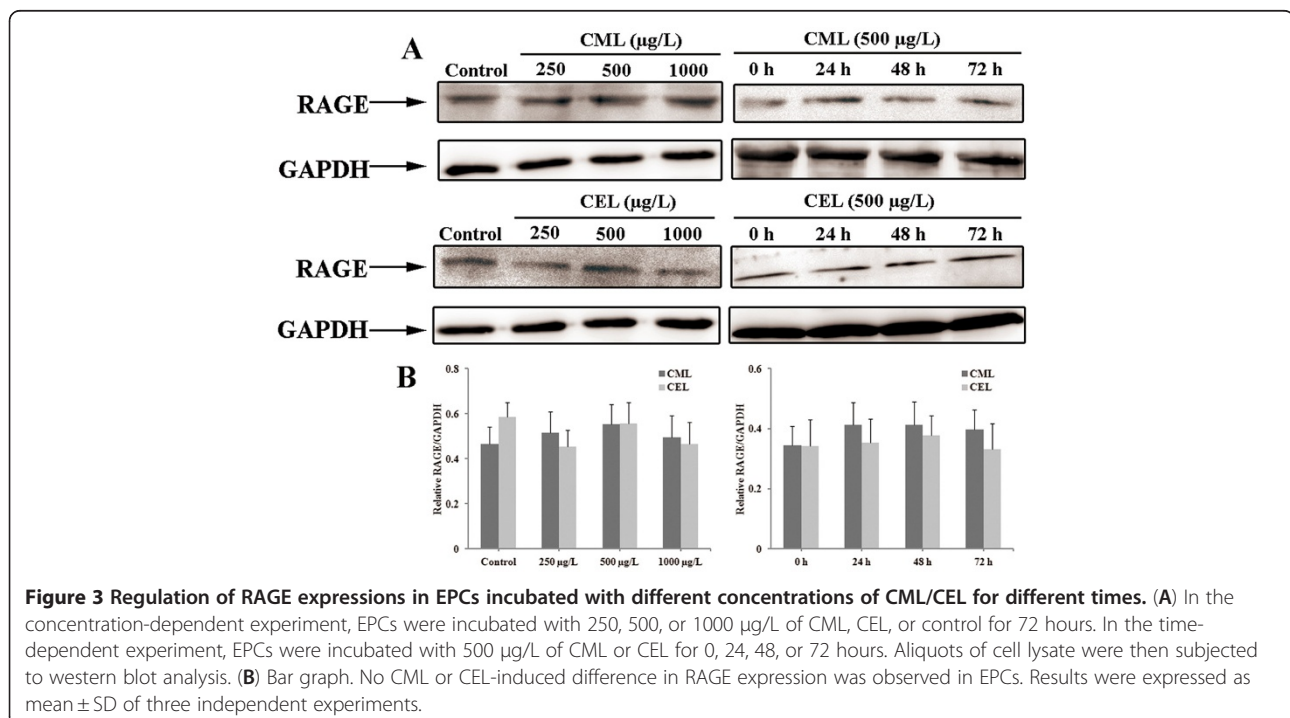 A
CML (µg/L)
CML (500 µg/L)
Control 250 500 1000
0 h 24 h 48 h 72 h
RAGE
GAPDH
CEL (µg/L)
CEL (500 µg/L)
Control 250 500 1000
0 h 24 h 48 h 72 h
RAGE
GAPDH
B
Relative RAGE/GAPDH
0.8
0.6
0.4
0.2
0
CML
CEL
Control 250 µg/L 500 µg/L 1000 µg/L
Relative RAGE/GAPDH
0.6
0.4
0.2
0
CML
CEL
0 h 24 h 48 h 72 h
Figure 3 Regulation of RAGE expressions in EPCs incubated with different concentrations of CML/CEL for different times. (A) In the
concentration-dependent experiment, EPCs were incubated with 250, 500, or 1000 µg/L of CML, CEL, or control for 72 hours. In the time-
dependent experiment, EPCs were incubated with 500 µg/L of CML or CEL for 0, 24, 48, or 72 hours. Aliquots of cell lysate were then subjected
to western blot analysis. (B) Bar graph. No CML or CEL-induced difference in RAGE expression was observed in EPCs. Results were expressed as
mean ± SD of three independent experiments.